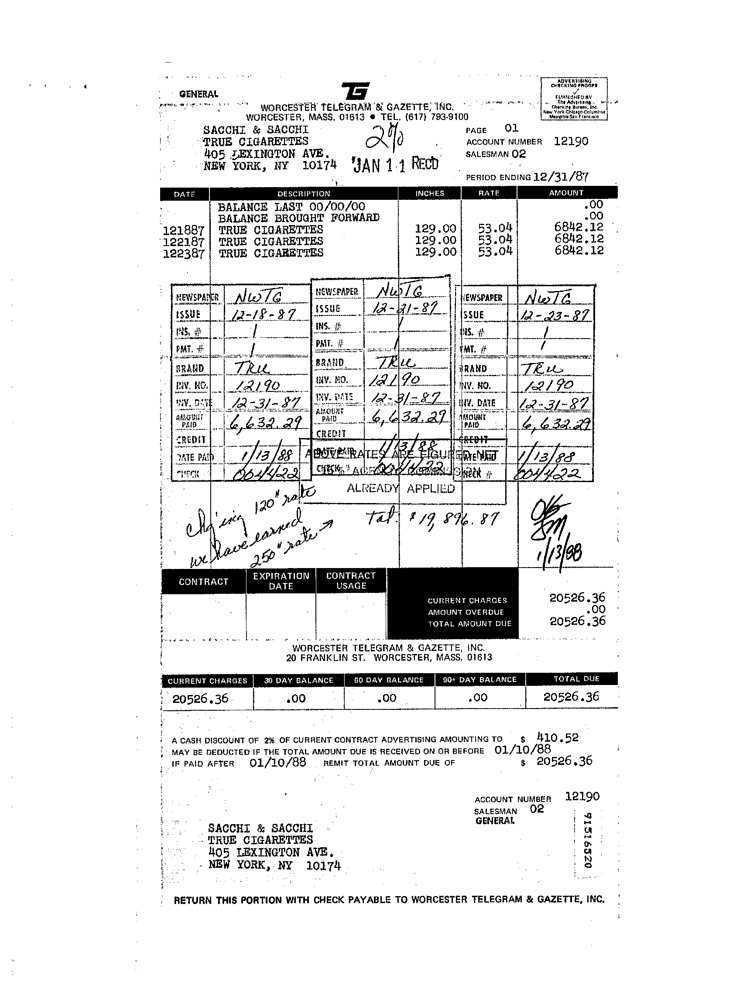 ADVERTISING
CHECKING PROOFS
FURNISHED BY
The Advertising
Checking Bureau, Inc.
New York-Chicago-Columbus
Memphis-San Francisco
GENERAL
TG
WORCESTER TELEGRAM & GAZETTE, INC.
WORCESTER, MASS. 01613 ● TEL. (617) 793-9100
SACCHI & SACCHI
TRUE CIGARETTES
405 LEXINGTON AVE.
NEW YORK, NY 10174
2%
JAN 11 RECD
PAGE 01
ACCOUNT NUMBER 12190
SALESMAN 02
PERIOD ENDING 12/31/87
DATE DESCRIPTION INCHES RATE AMOUNT
BALANCE LAST 00/00/00 .00
BALANCE BROUGHT FORWARD .00
121887 TRUE CIGARETTES 129.00 53.04 6842.12
122187 TRUE CIGARETTES 129.00 53.04 6842.12
122387 TRUE CIGARETTES 129.00 53.04 6842.12
NEWSPAPER NWTG NEWSPAPER NWTG NEWSPAPER NWTG
ISSUE 12-18-87 ISSUE 12-21-87 ISSUE 12-23-87
INS. # 1 INS. # 1 INS. # 1
PMT. # 1 PMT. # 1 PMT. # 1
BRAND TRUE BRAND TRUE BRAND TRUE
INV. NO. 12190 INV. NO. 12190 INV. NO. 12190
INV. DATE 12-31-87 INV. DATE 12-31-87 INV. DATE 12-31-87
AMOUNT PAID 6,632.29 AMOUNT PAID 6,632.29 AMOUNT PAID 6,632.29
CREDIT CREDIT CREDIT
DATE PAID 1/13/88 DATE PAID 1/13/88 DATE PAID 1/13/88
ABOVE RATES ARE FIGURED NET
CHECK 004422 CHECK 004422 CHECK # 004422
ALREADY APPLIED
Chg'ing 120" rate
we have earned
250" rate →
Tot: $19,896.87
OK
1/13/88
CONTRACT EXPIRATION DATE CONTRACT USAGE
CURRENT CHARGES 20526.36
AMOUNT OVERDUE .00
TOTAL AMOUNT DUE 20526.36
WORCESTER TELEGRAM & GAZETTE, INC.
20 FRANKLIN ST. WORCESTER, MASS. 01613
CURRENT CHARGES 30 DAY BALANCE 60 DAY BALANCE 90+ DAY BALANCE TOTAL DUE
20526.36 .00 .00 .00 20526.36
A CASH DISCOUNT OF 2% OF CURRENT CONTRACT ADVERTISING AMOUNTING TO $ 410.52
MAY BE DEDUCTED IF THE TOTAL AMOUNT DUE IS RECEIVED ON OR BEFORE 01/10/88
IF PAID AFTER 01/10/88 REMIT TOTAL AMOUNT DUE OF $ 20526.36
ACCOUNT NUMBER 12190
SALESMAN 02
GENERAL
SACCHI & SACCHI
TRUE CIGARETTES
405 LEXINGTON AVE.
NEW YORK, NY 10174
91516520
RETURN THIS PORTION WITH CHECK PAYABLE TO WORCESTER TELEGRAM & GAZETTE, INC.